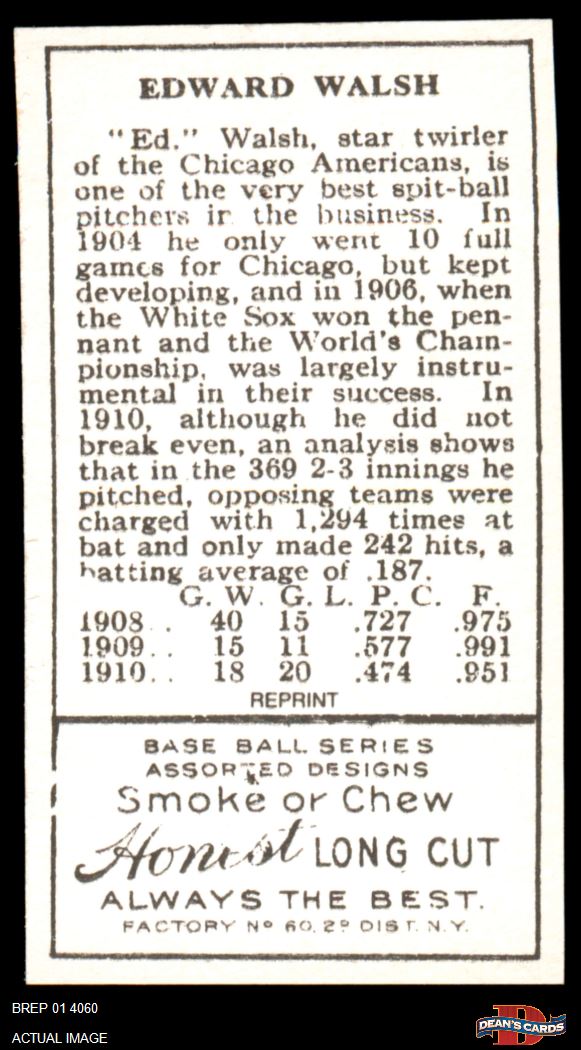 EDWARD WALSH
"Ed." Walsh, star twirler
of the Chicago Americans, is
one of the very best spit-ball
pitchers in the business. In
1904 he only went 10 full
games for Chicago, but kept
developing, and in 1906, when
the White Sox won the pen-
nant and the World's Cham-
pionship, was largely instru-
mental in their success. In
1910, although he did not
break even, an analysis shows
that in the 369 2-3 innings he
pitched, opposing teams were
charged with 1,294 times at
bat and only made 242 hits, a
batting average of .187.
G. W. G. L. P. C. F.
1908 .. 40 15 .727 .975
1909 .. 15 11 .577 .991
1910 .. 18 20 .474 .951
REPRINT
BASE BALL SERIES
ASSORTED DESIGNS
Smoke or Chew
Honest LONG CUT
ALWAYS THE BEST.
FACTORY Nº 60. 2º DIST. N.Y.
BREP 01 4060
ACTUAL IMAGE
D
DEAN'S CARDS